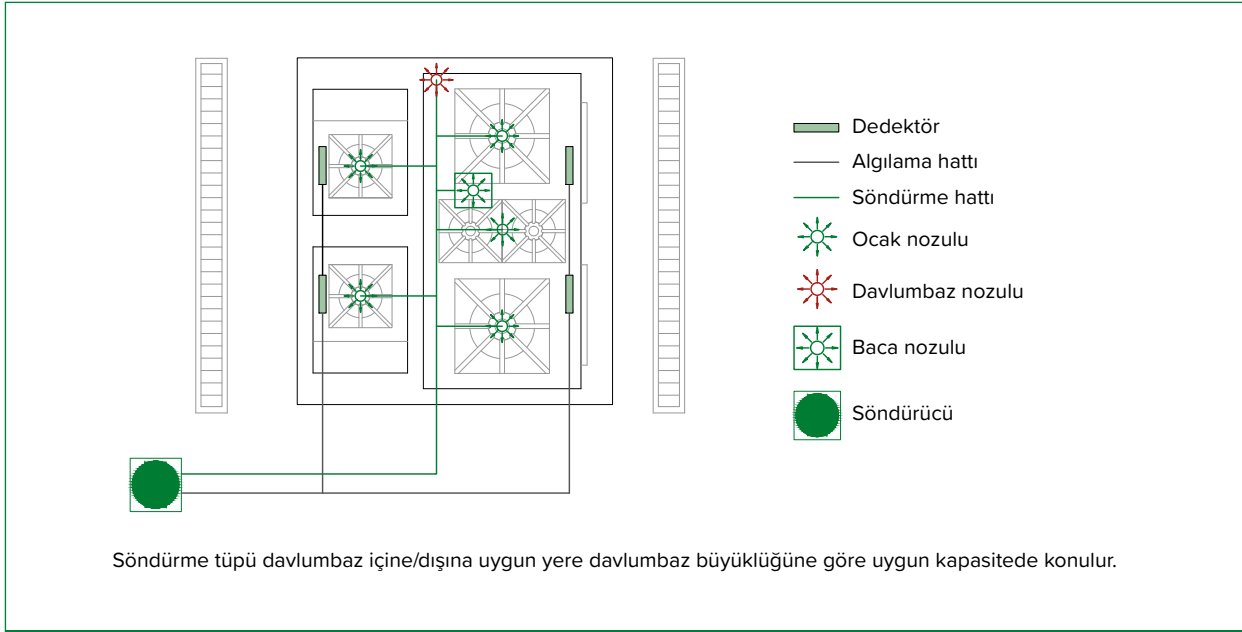 Dedektör
Algılama hattı
Söndürme hattı
Ocak nozulu
Davlumbaz nozulu
Baca nozulu
Söndürücü
Söndürme tüpü davlumbaz içine/dışına uygun yere davlumbaz büyüklüğüne göre uygun kapasitede konulur.